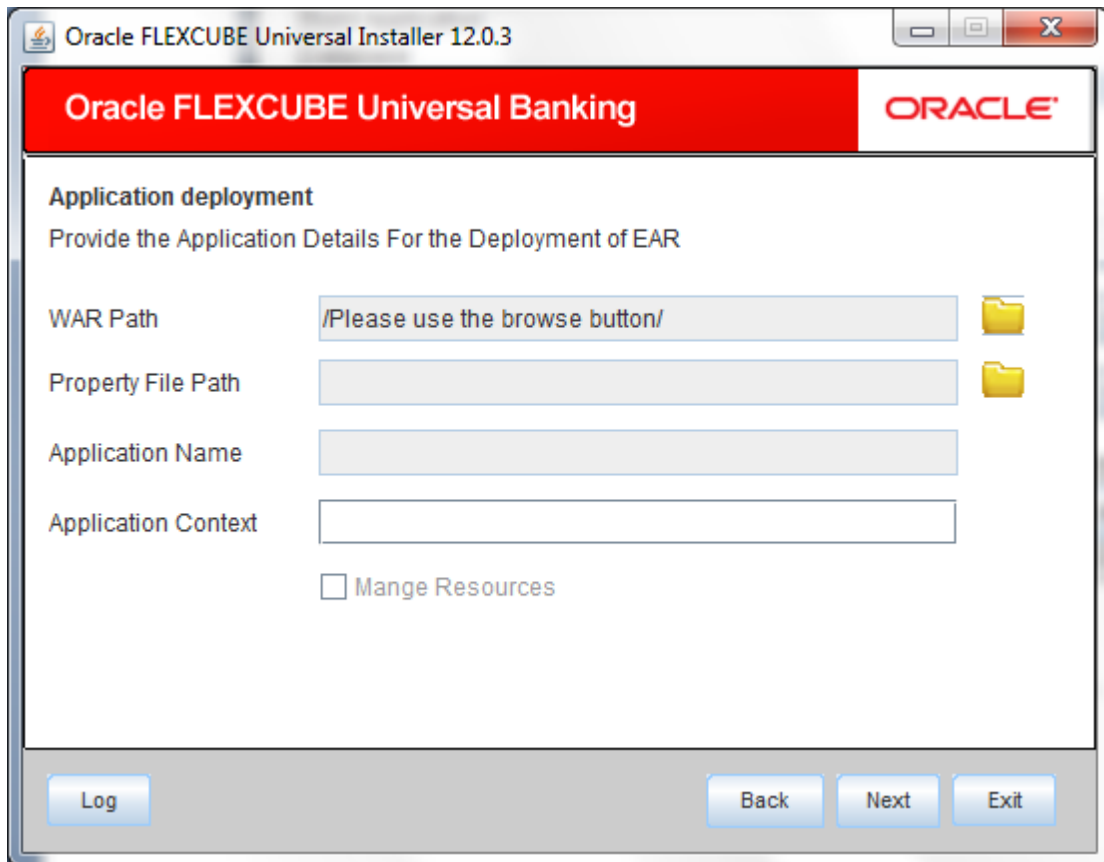 Oracle FLEXCUBE Universal Installer 12.0.3
Oracle FLEXCUBE Universal Banking
ORACLE
Application deployment
Provide the Application Details For the Deployment of EAR
WAR Path
/Please use the browse button/
Property File Path
Application Name
Application Context
Mange Resources
Log
Back
Next
Exit